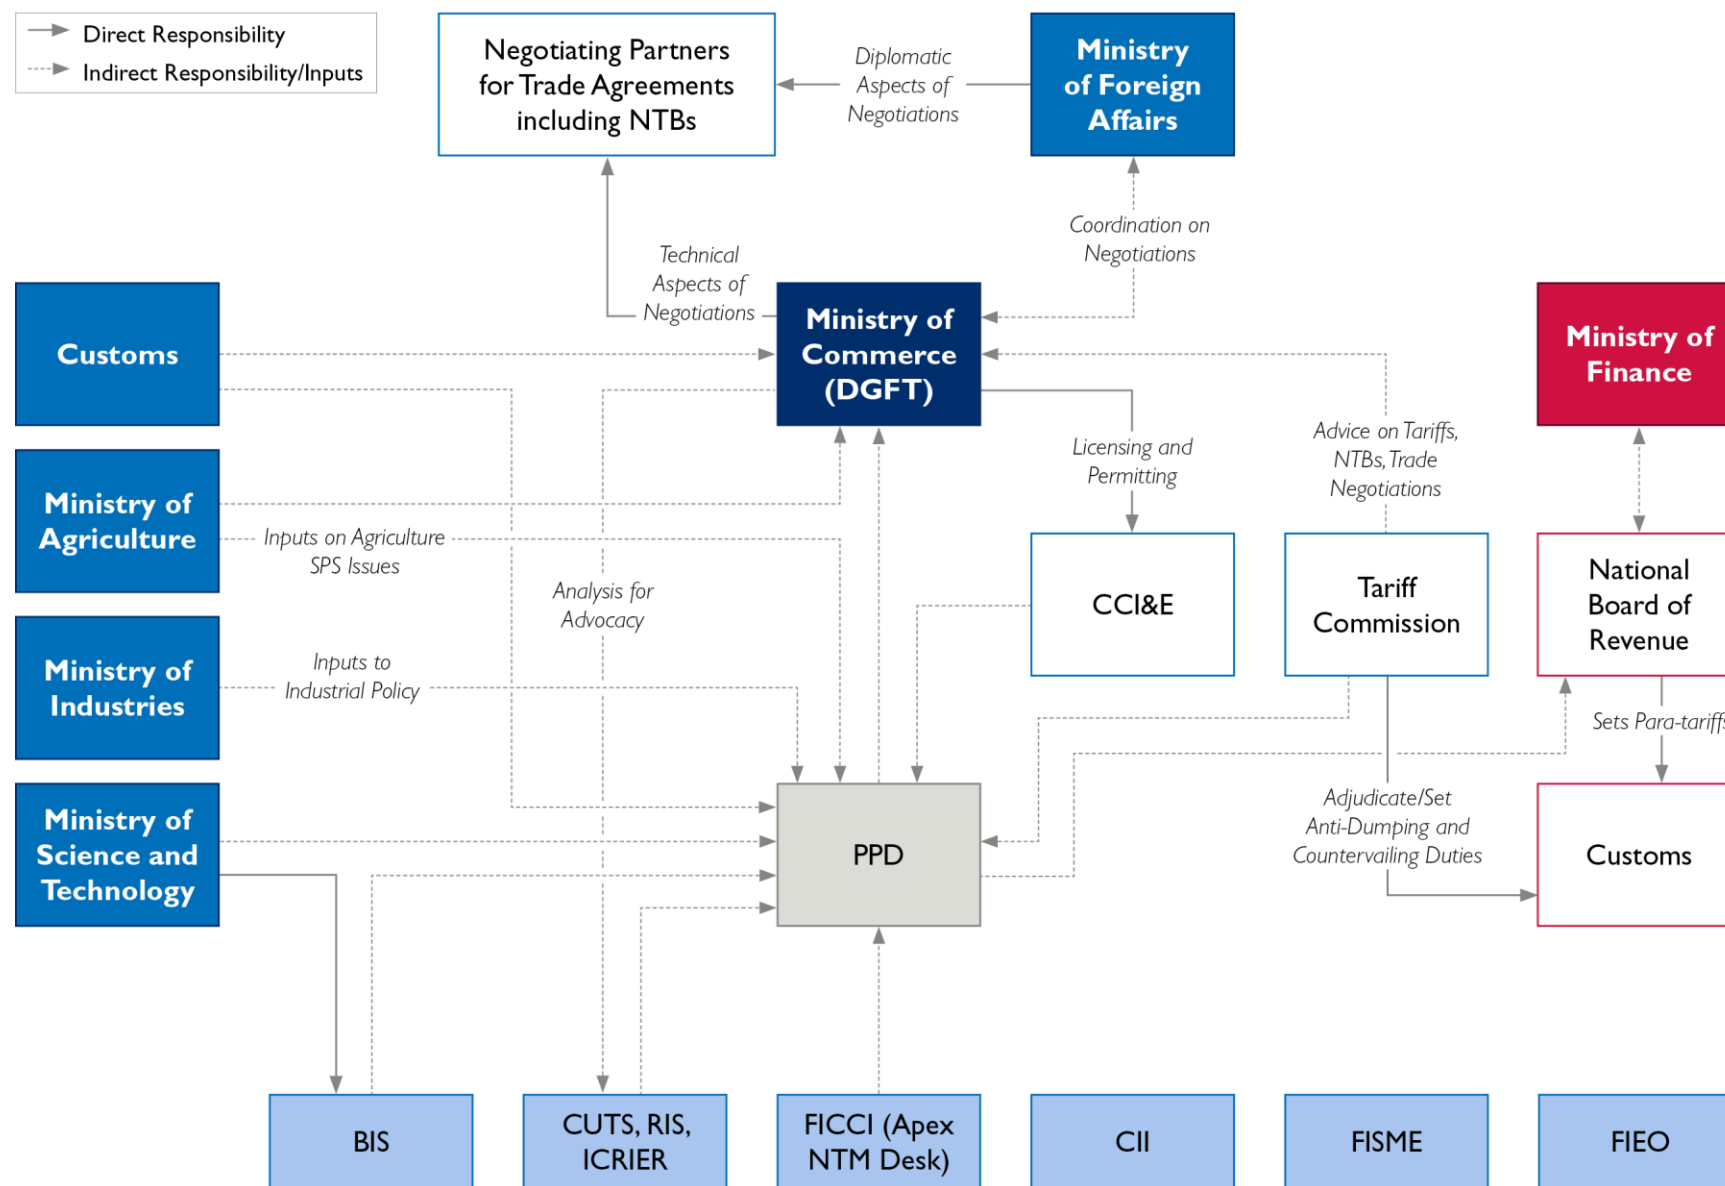 Direct Responsibility
Indirect Responsibility/Inputs
Negotiating Partners
for Trade Agreements
including NTBs
Diplomatic
Aspects of
Negotiations
Ministry
of Foreign
Affairs
Coordination on
Negotiations
Technical
Aspects of
Negotiations
Customs
Ministry of
Commerce
(DGFT)
Ministry of
Finance
Licensing and
Permitting
Advice on Tariffs,
NTBs, Trade
Negotiations
Ministry of
Agriculture
Inputs on Agriculture
SPS Issues
Analysis for
Advocacy
CCI&E
Tariff
Commission
National
Board of
Revenue
Ministry of
Industries
Inputs to
Industrial Policy
Sets Para-tariffs
Ministry of
Science and
Technology
PPD
Adjudicate/Set
Anti-Dumping and
Countervailing Duties
Customs
BIS
CUTS, RIS,
ICRIER
FICCI (Apex
NTM Desk)
CII
FISME
FIEO